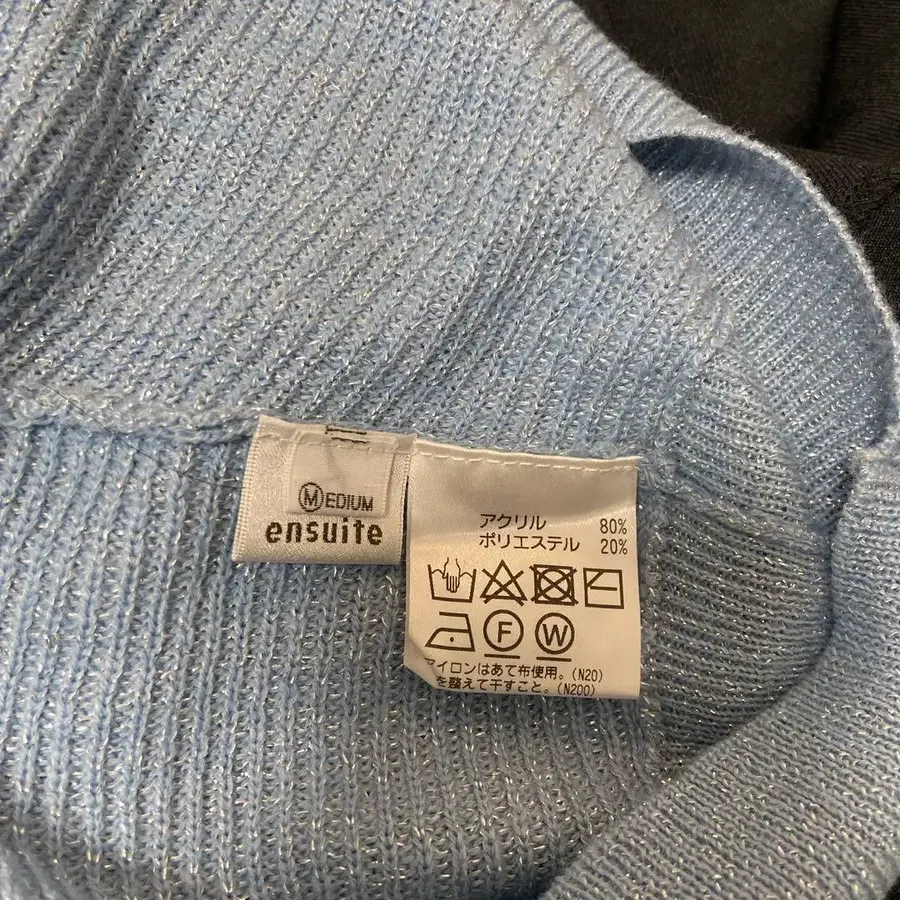 MEDIUM
ensuite
アクリル 80%
ポリエステル 20%
F W
アイロンはあて布使用。(N20)
を整えて干すこと。(N200)